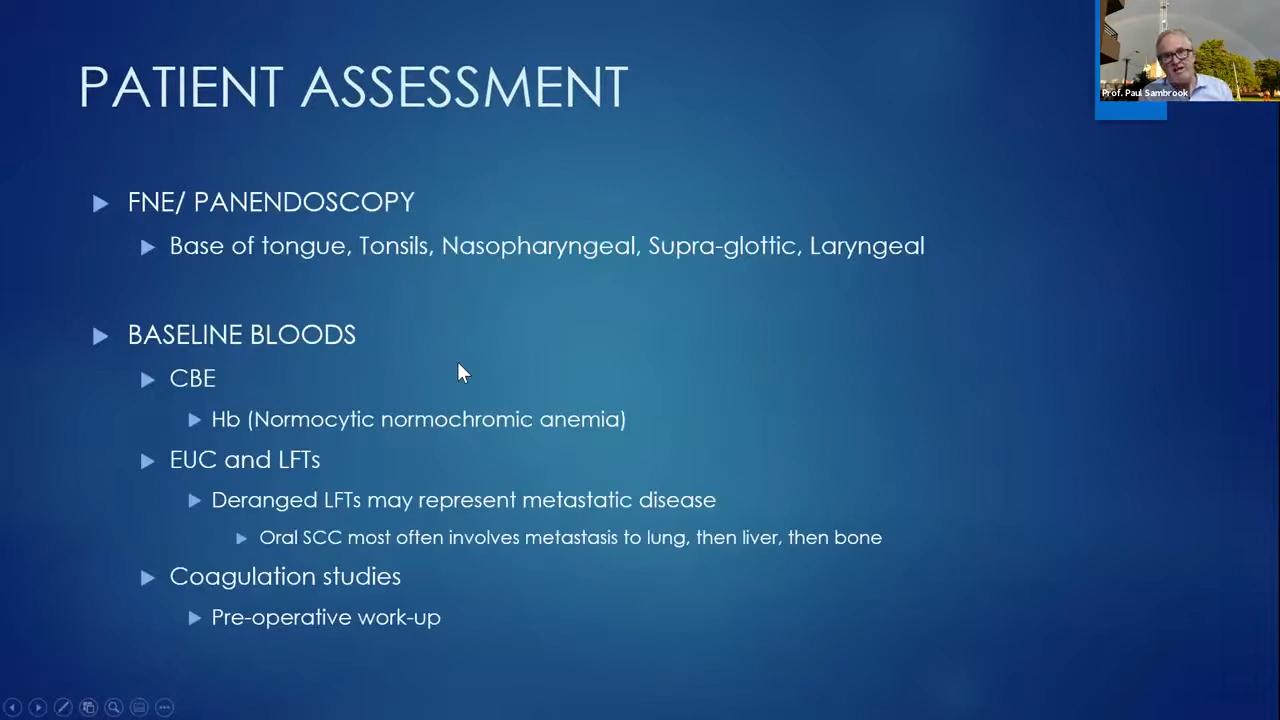 PATIENT ASSESSMENT
Prof. Paul Sambrook
FNE/ PANENDOSCOPY
Base of tongue, Tonsils, Nasopharyngeal, Supra-glottic, Laryngeal
BASELINE BLOODS
CBE
Hb (Normocytic normochromic anemia)
EUC and LFTs
Deranged LFTs may represent metastatic disease
Oral SCC most often involves metastasis to lung, then liver, then bone
Coagulation studies
Pre-operative work-up